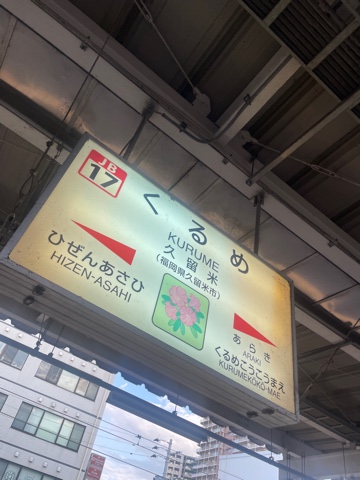 JB
17
くるめ
KURUME
久留米
(福岡県久留米市)
ひぜんあさひ
HIZEN-ASAHI
あらき
ARAKI
くるめこうこうまえ
KURUMEKOKO-MAE